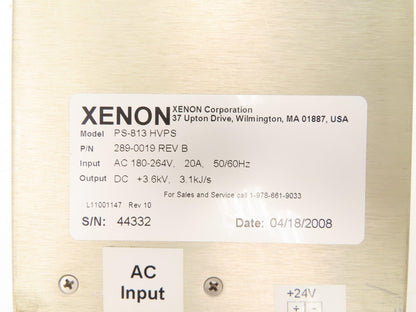 XENON XENON Corporation
37 Upton Drive, Wilmington, MA 01887, USA
Model PS-813 HVPS
P/N 289-0019 REV B
Input AC 180-264V, 20A, 50/60Hz
Output DC +3.6kV, 3.1kJ/s
For Sales and Service call 1-978-661-9033
L11001147 Rev 10
S/N: 44332 Date: 04/18/2008
AC
Input
+24V
+ -